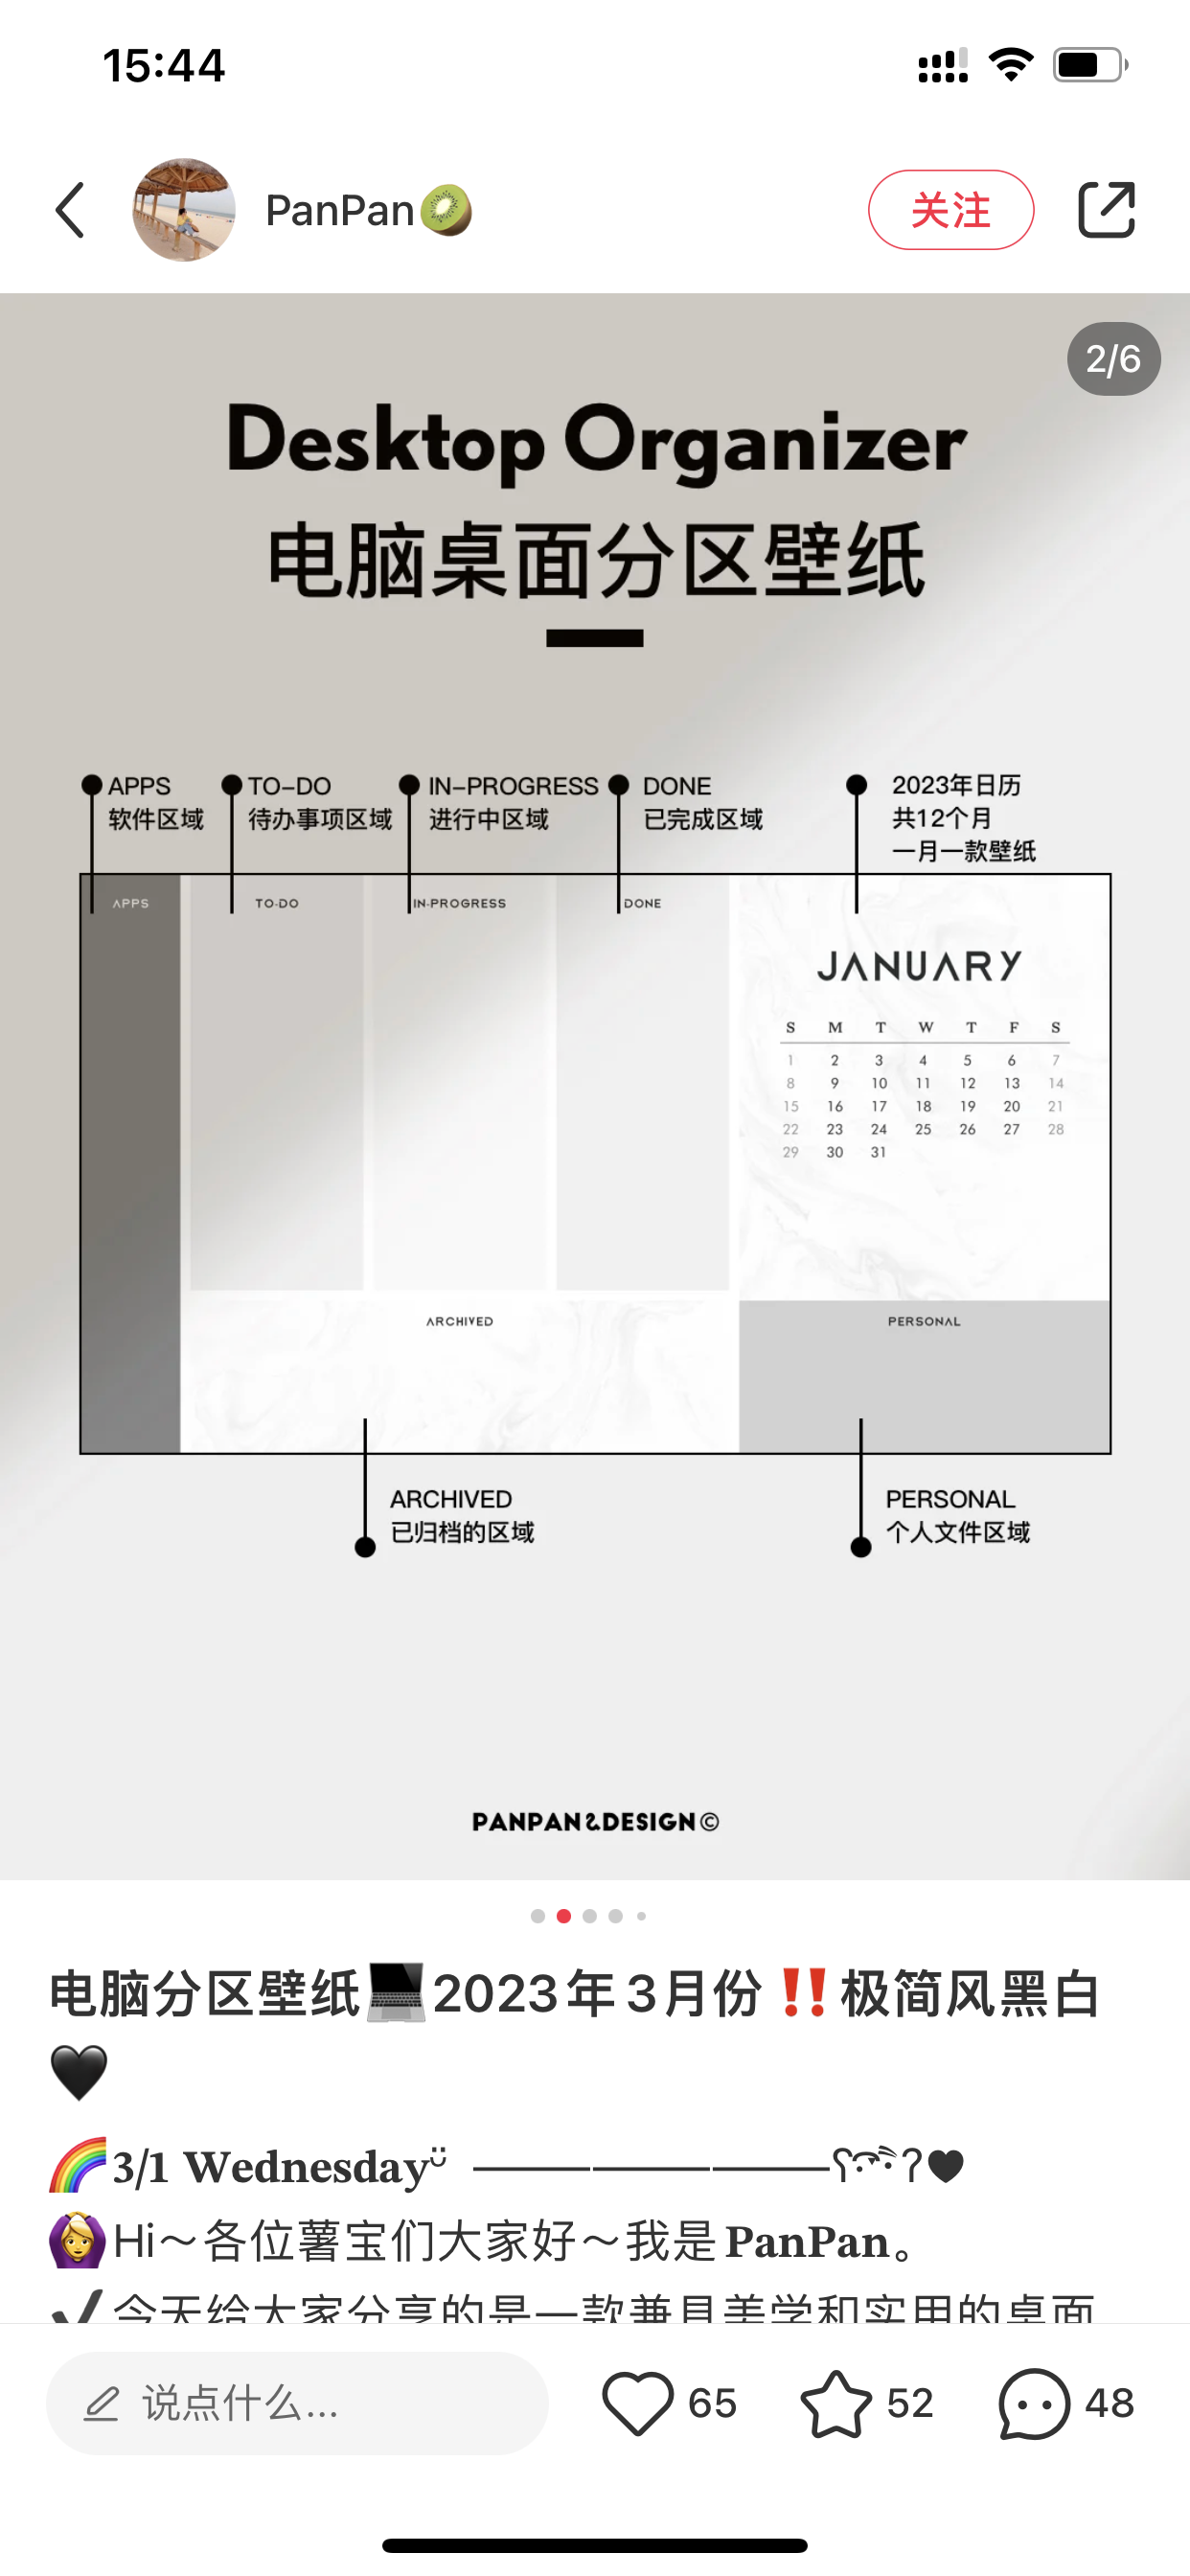 15:44
PanPan🥝
关注
2/6
Desktop Organizer
电脑桌面分区壁纸
APPS
软件区域
TO-DO
待办事项区域
IN-PROGRESS
进行中区域
DONE
已完成区域
2023年日历
共12个月
一月一款壁纸
APPS
TO-DO
IN-PROGRESS
DONE
JANUARY
S M T W T F S
1 2 3 4 5 6 7
8 9 10 11 12 13 14
15 16 17 18 19 20 21
22 23 24 25 26 27 28
29 30 31
ARCHIVED
PERSONAL
ARCHIVED
已归档的区域
PERSONAL
个人文件区域
PANPAN&DESIGN©
电脑分区壁纸💻2023年3月份‼️极简风黑白
🖤
🌈3/1 Wednesday
🙆Hi～各位薯宝们大家好～我是PanPan。
✔今天给大家分享的是一款兼具美学和实用的桌面
说点什么...
65
52
48